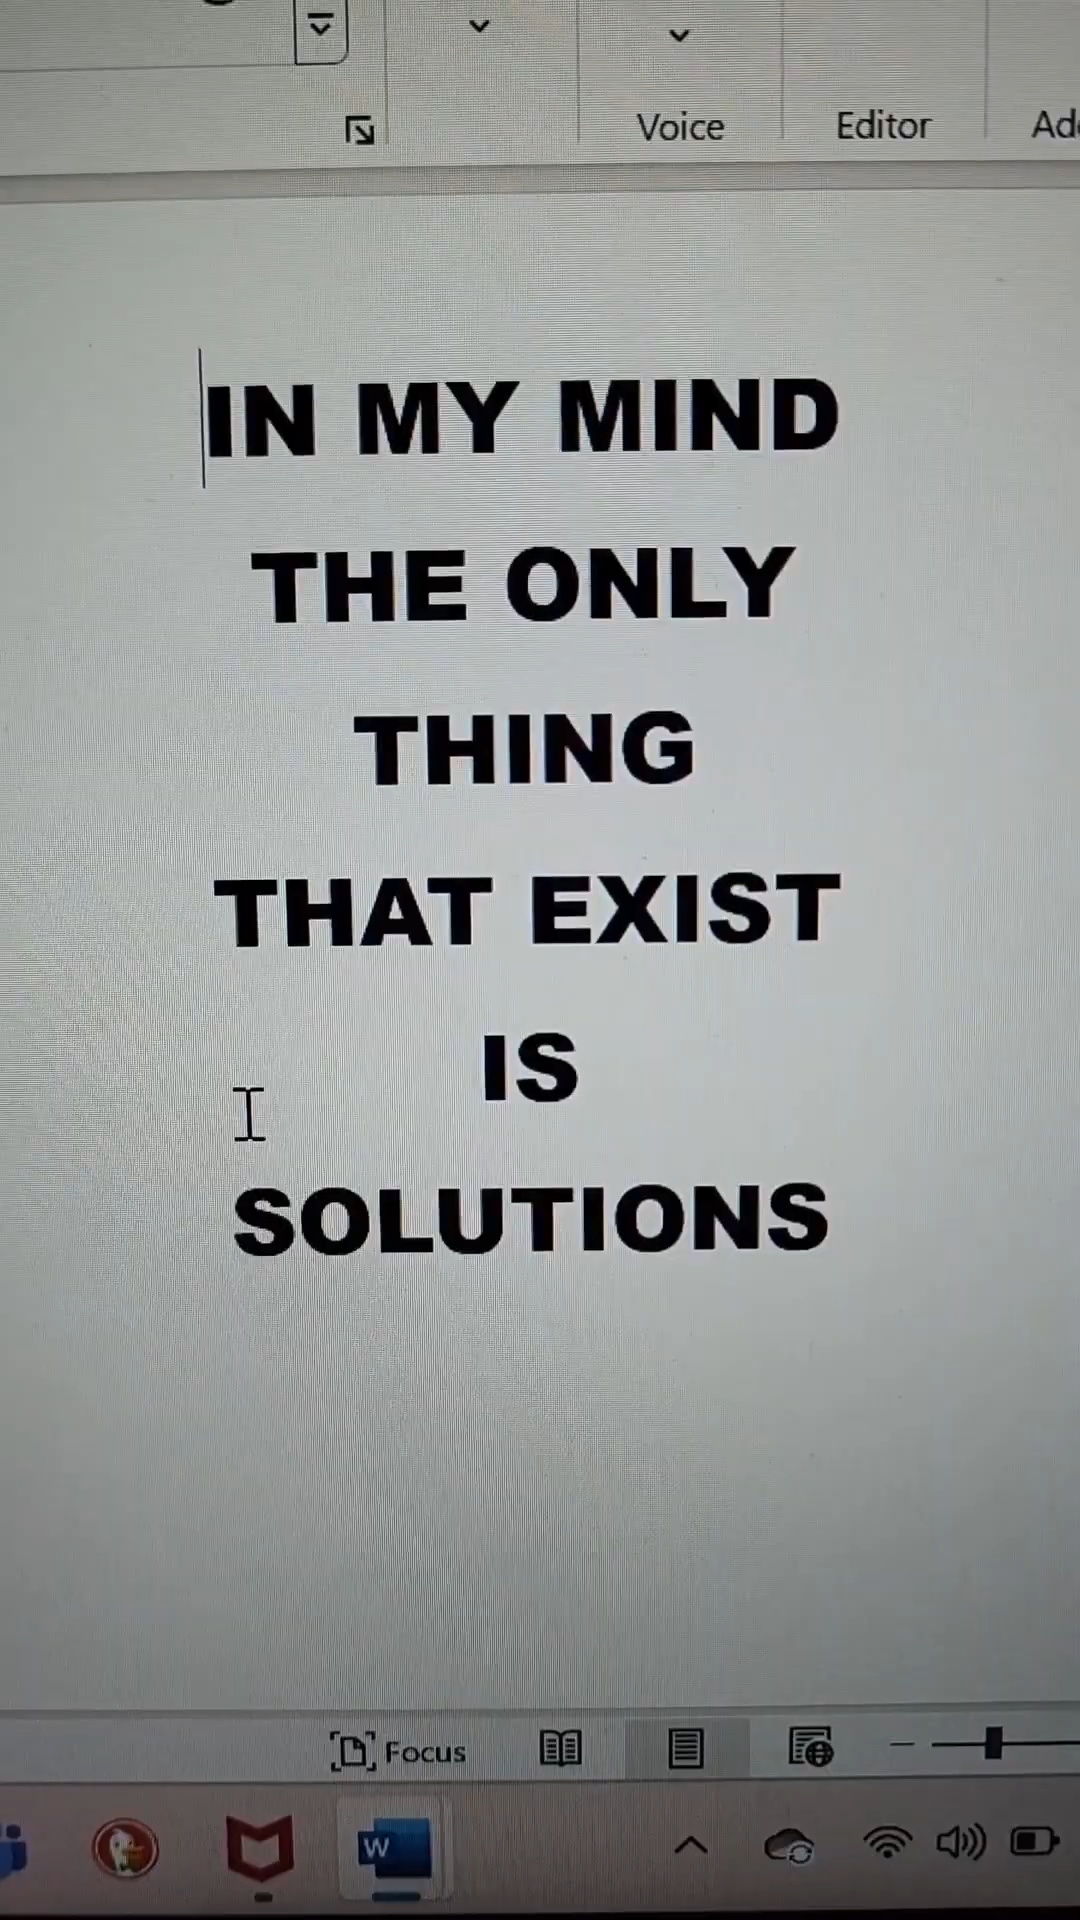 Voice Editor
IN MY MIND
THE ONLY
THING
THAT EXIST
IS
SOLUTIONS
Focus
W